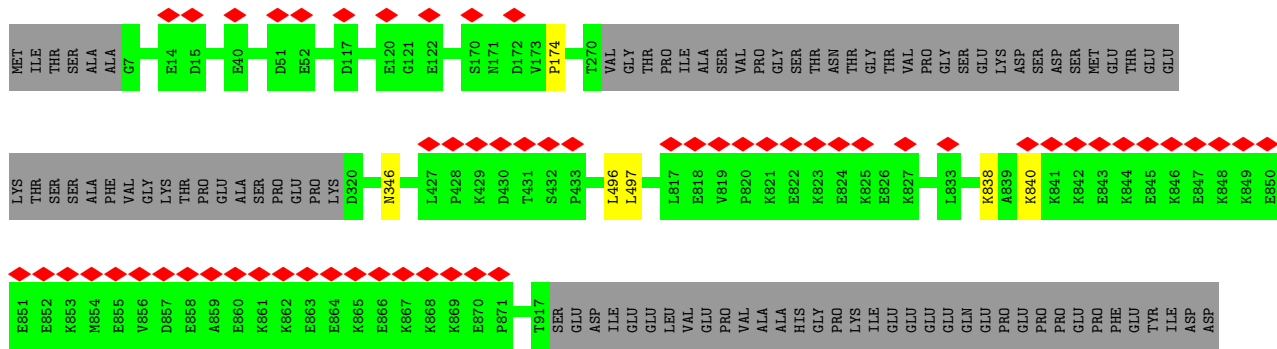 MET ILE THR SER ALA ALA G7 E14 D15 E40 D51 E52 D117 E120 G121 E122 S170 N171 D172 V173 P174 T270 VAL GLY THR PRO ILE ALA SER VAL PRO GLY SER THR ASN THR GLY THR VAL PRO GLY SER GLU LYS ASP SER ASP SER MET GLU THR GLU GLU
LYS THR SER SER ALA PHE VAL GLY LYS THR PRO GLU ALA SER PRO GLU PRO LYS D320 N346 L427 P428 K429 D430 T431 S432 P433 L496 L497 L817 E818 V819 P820 K821 E822 K823 E824 K825 E826 K827 L833 K838 A839 K840 K841 K842 E843 K844 E845 K846 E847 K848 K849 E850
E851 E852 K853 M854 E855 V856 D857 E858 A859 E860 K861 K862 E863 E864 K865 E866 K867 K868 K869 E870 P871 T917 SER GLU ASP ILE GLU GLU LEU VAL GLU PRO VAL ALA ALA HIS GLY PRO LYS ILE GLU GLU GLU GLU GLN GLU PRO GLU PRO PRO GLU PRO PHE GLU TYR ILE ASP ASP